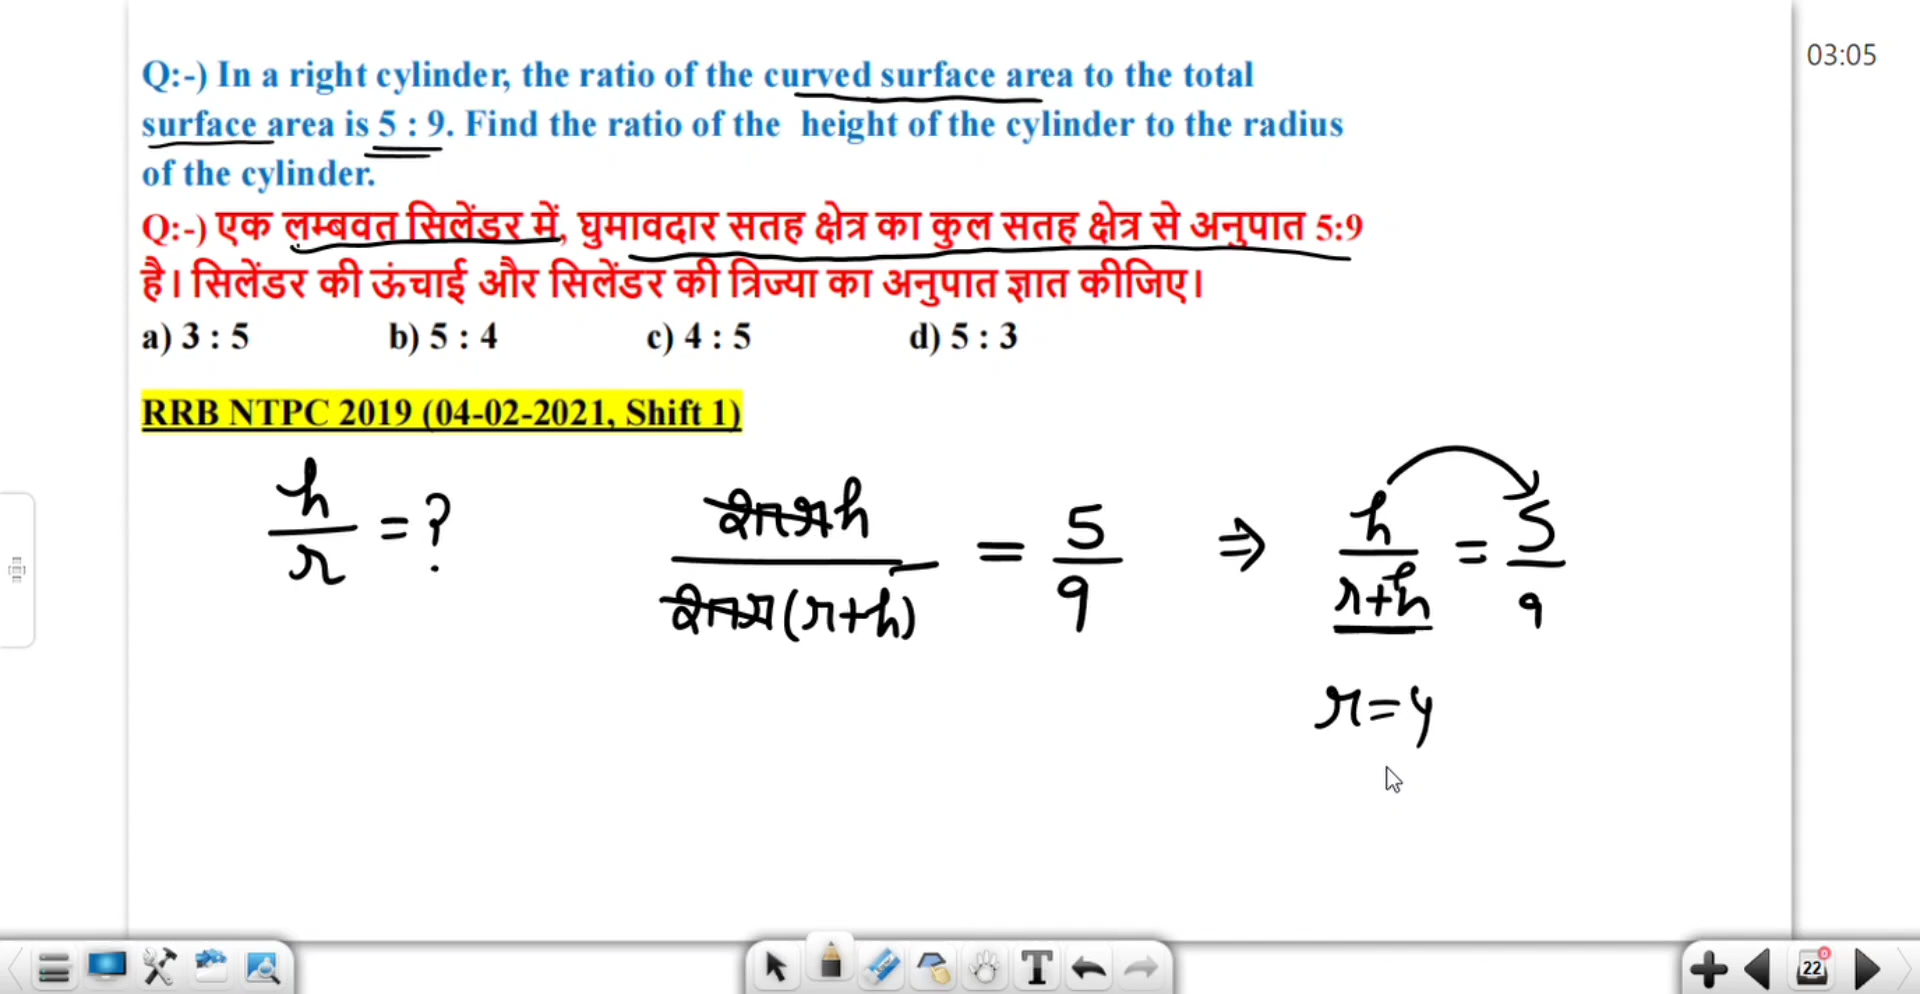 03:05
Q:-) In a right cylinder, the ratio of the curved surface area to the total
surface area is 5 : 9. Find the ratio of the height of the cylinder to the radius
of the cylinder.
Q:-) एक लम्बवत सिलेंडर में, घुमावदार सतह क्षेत्र का कुल सतह क्षेत्र से अनुपात 5:9
है। सिलेंडर की ऊंचाई और सिलेंडर की त्रिज्या का अनुपात ज्ञात कीजिए।
a) 3 : 5 b) 5 : 4 c) 4 : 5 d) 5 : 3
RRB NTPC 2019 (04-02-2021, Shift 1)
h/r = ? 2πrh/2πr(r+h) = 5/9 ⇒ h/r+h = 5/9
r=4
T 22 0